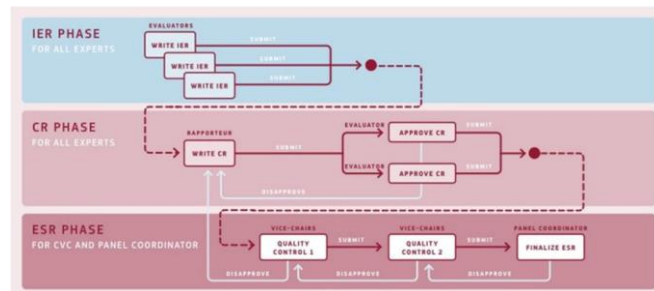 IER PHASE
FOR ALL EXPERTS
EVALUATORS
WRITE IER
WRITE IER
WRITE IER
SUBMIT
SUBMIT
SUBMIT
CR PHASE
FOR ALL EXPERTS
RAPPORTEUR
WRITE CR
SUBMIT
EVALUATOR
APPROVE CR
SUBMIT
EVALUATOR
APPROVE CR
SUBMIT
DISAPPROVE
ESR PHASE
FOR CVC AND PANEL COORDINATOR
VICE-CHAIRS
QUALITY
CONTROL 1
SUBMIT
VICE-CHAIRS
QUALITY
CONTROL 2
SUBMIT
PANEL COORDINATOR
FINALIZE ESR
DISAPPROVE
DISAPPROVE
DISAPPROVE